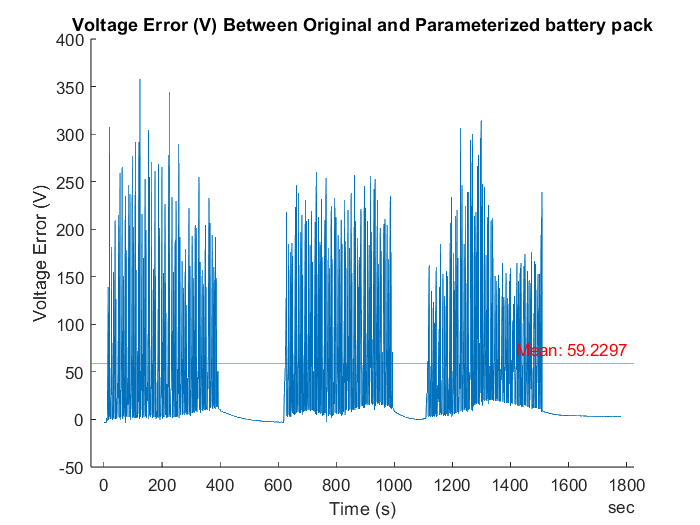 Voltage Error (V) Between Original and Parameterized battery pack
400
350
300
250
200
150
100
50
0
-50
Voltage Error (V)
Mean: 59.2297
0 200 400 600 800 1000 1200 1400 1600 1800
sec
Time (s)